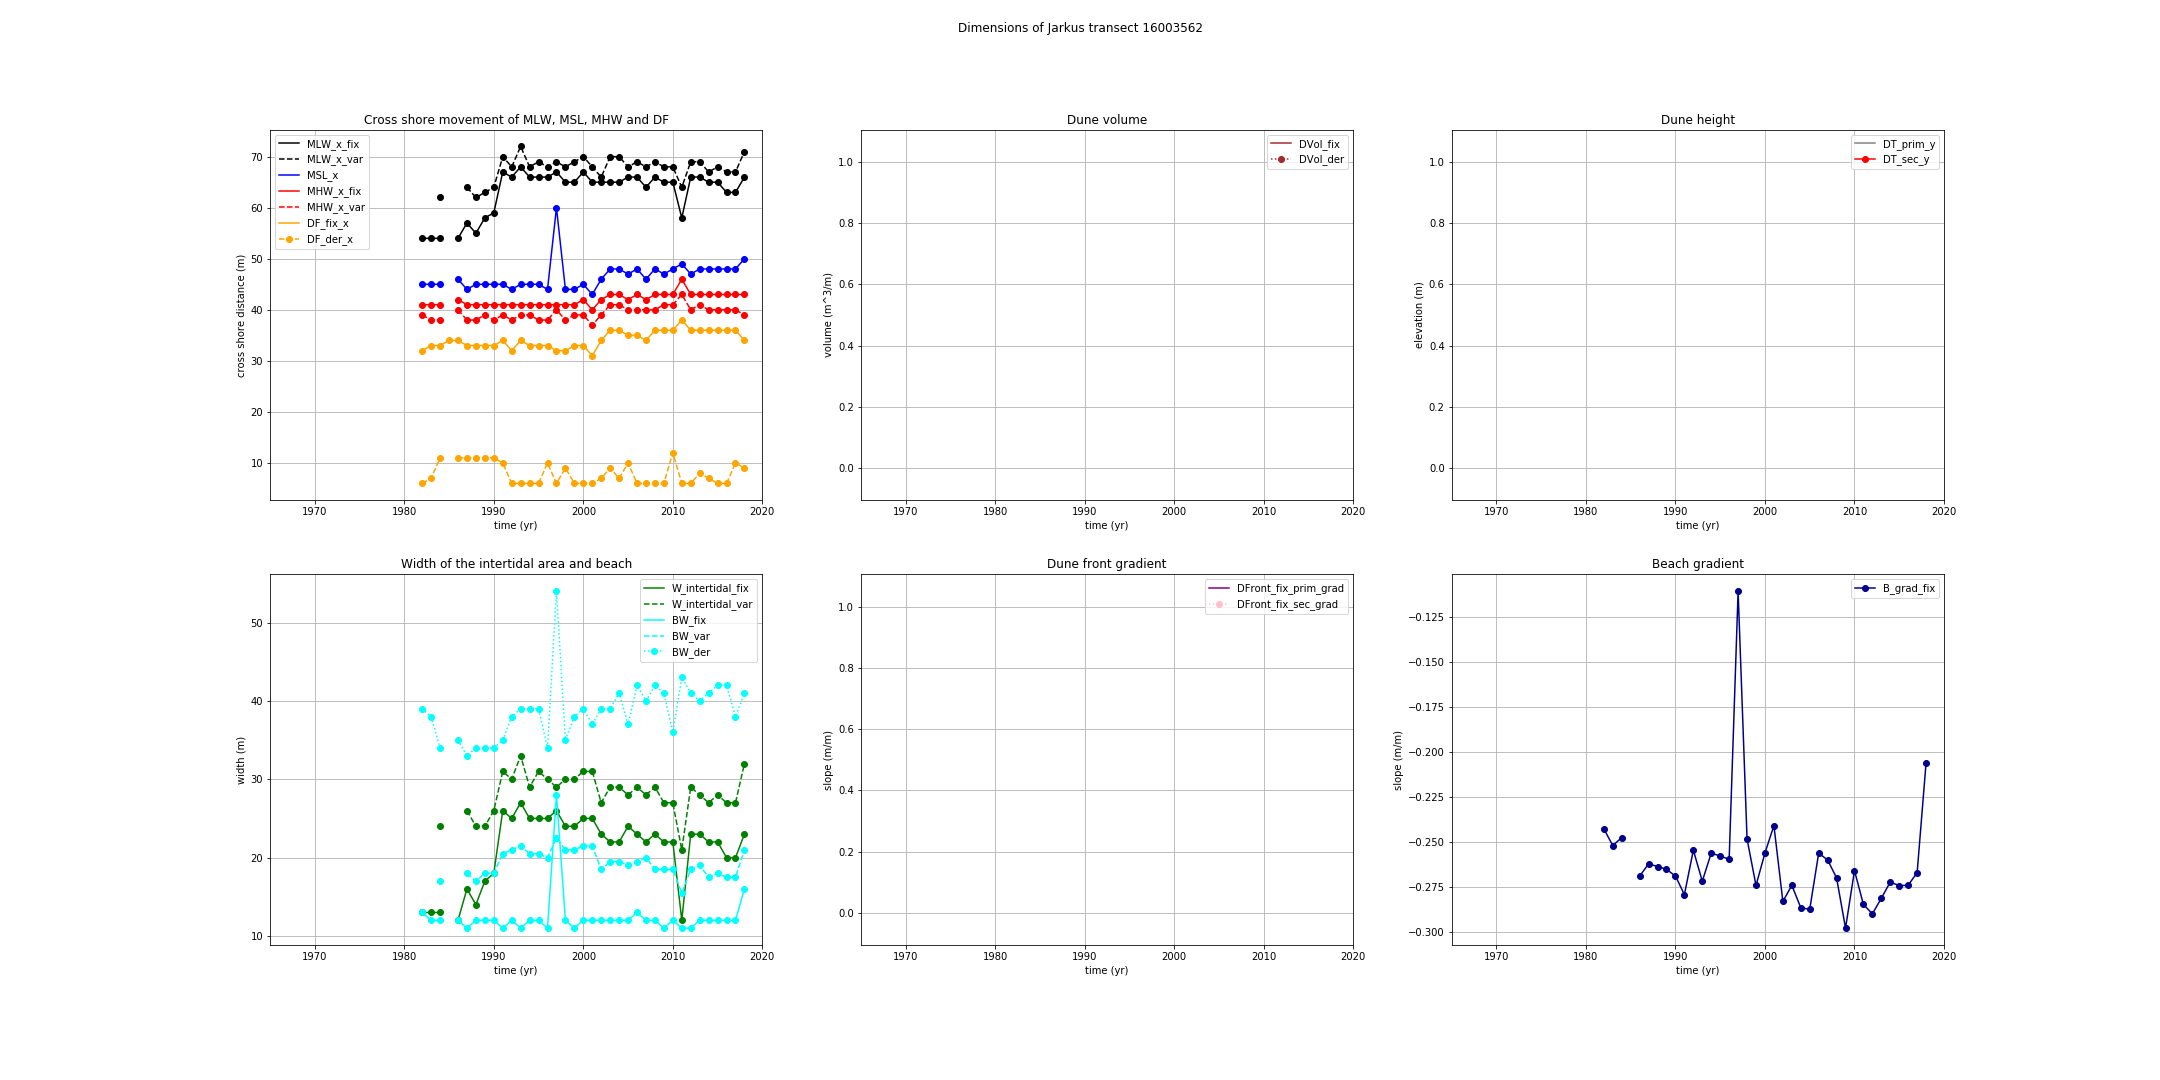 Dimensions of Jarkus transect 16003562
Cross shore movement of MLW, MSL, MHW and DF
MLW_x_fix
MLW_x_var
MSL_x
MHW_x_fix
MHW_x_var
DF_fix_x
DF_der_x
70
60
50
40
30
20
10
cross shore distance (m)
1970 1980 1990 2000 2010 2020
time (yr)
Dune volume
DVol_fix
DVol_der
1.0
0.8
0.6
0.4
0.2
0.0
volume (m^3/m)
1970 1980 1990 2000 2010 2020
time (yr)
Dune height
DT_prim_y
DT_sec_y
1.0
0.8
0.6
0.4
0.2
0.0
elevation (m)
1970 1980 1990 2000 2010 2020
time (yr)
Width of the intertidal area and beach
W_intertidal_fix
W_intertidal_var
BW_fix
BW_var
BW_der
50
40
30
20
10
width (m)
1970 1980 1990 2000 2010 2020
time (yr)
Dune front gradient
DFront_fix_prim_grad
DFront_fix_sec_grad
1.0
0.8
0.6
0.4
0.2
0.0
slope (m/m)
1970 1980 1990 2000 2010 2020
time (yr)
Beach gradient
B_grad_fix
−0.125
−0.150
−0.175
−0.200
−0.225
−0.250
−0.275
−0.300
slope (m/m)
1970 1980 1990 2000 2010 2020
time (yr)